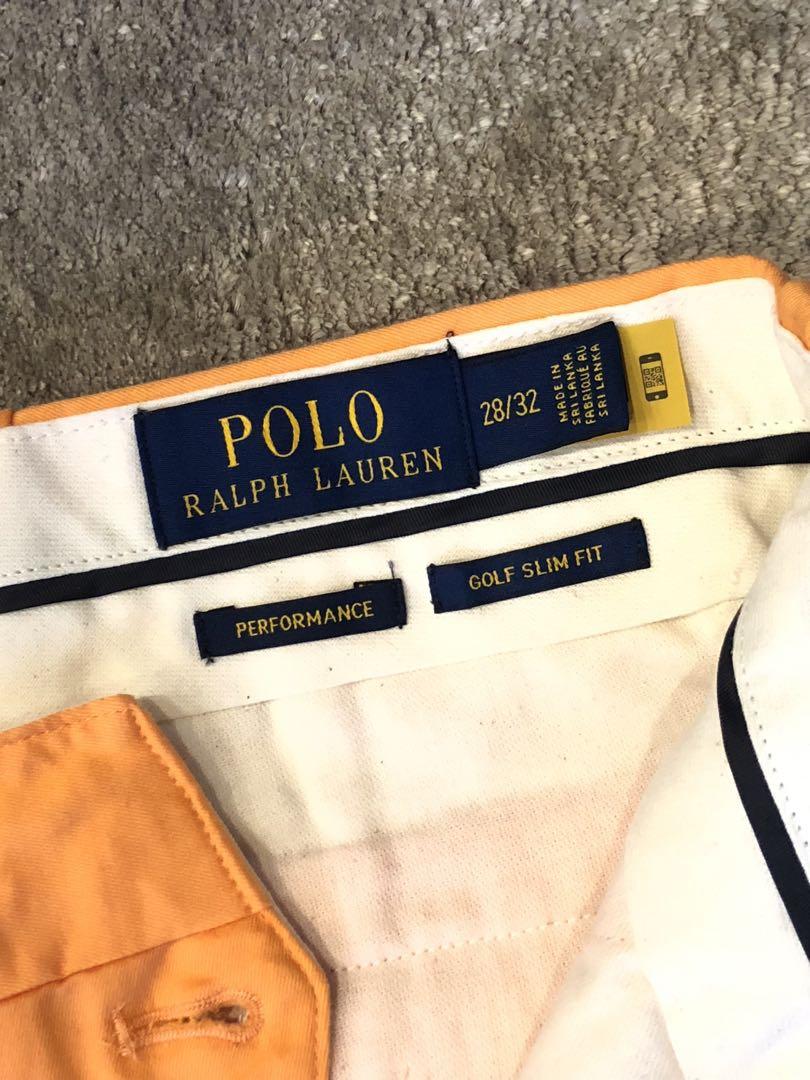 POLO
RALPH LAUREN
28/32
MADE IN
SRI LANKA
FABRIQUÉ AU
SRI LANKA
PERFORMANCE
GOLF SLIM FIT